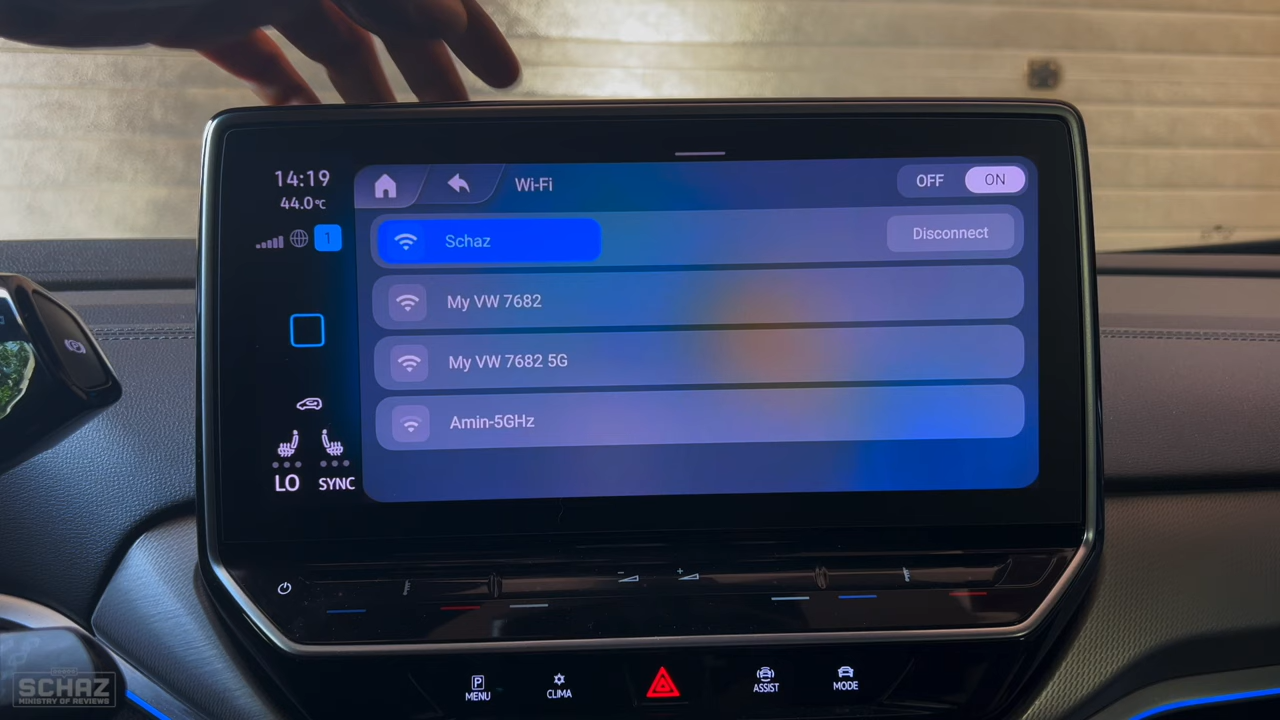 14:19
44.0°C
1
Wi-Fi
OFF
ON
Schaz
Disconnect
My VW 7682
My VW 7682 5G
Amin-5GHz
LO
SYNC
P
MENU
CLIMA
ASSIST
MODE
SCHAZ
MINISTRY OF REVIEWS